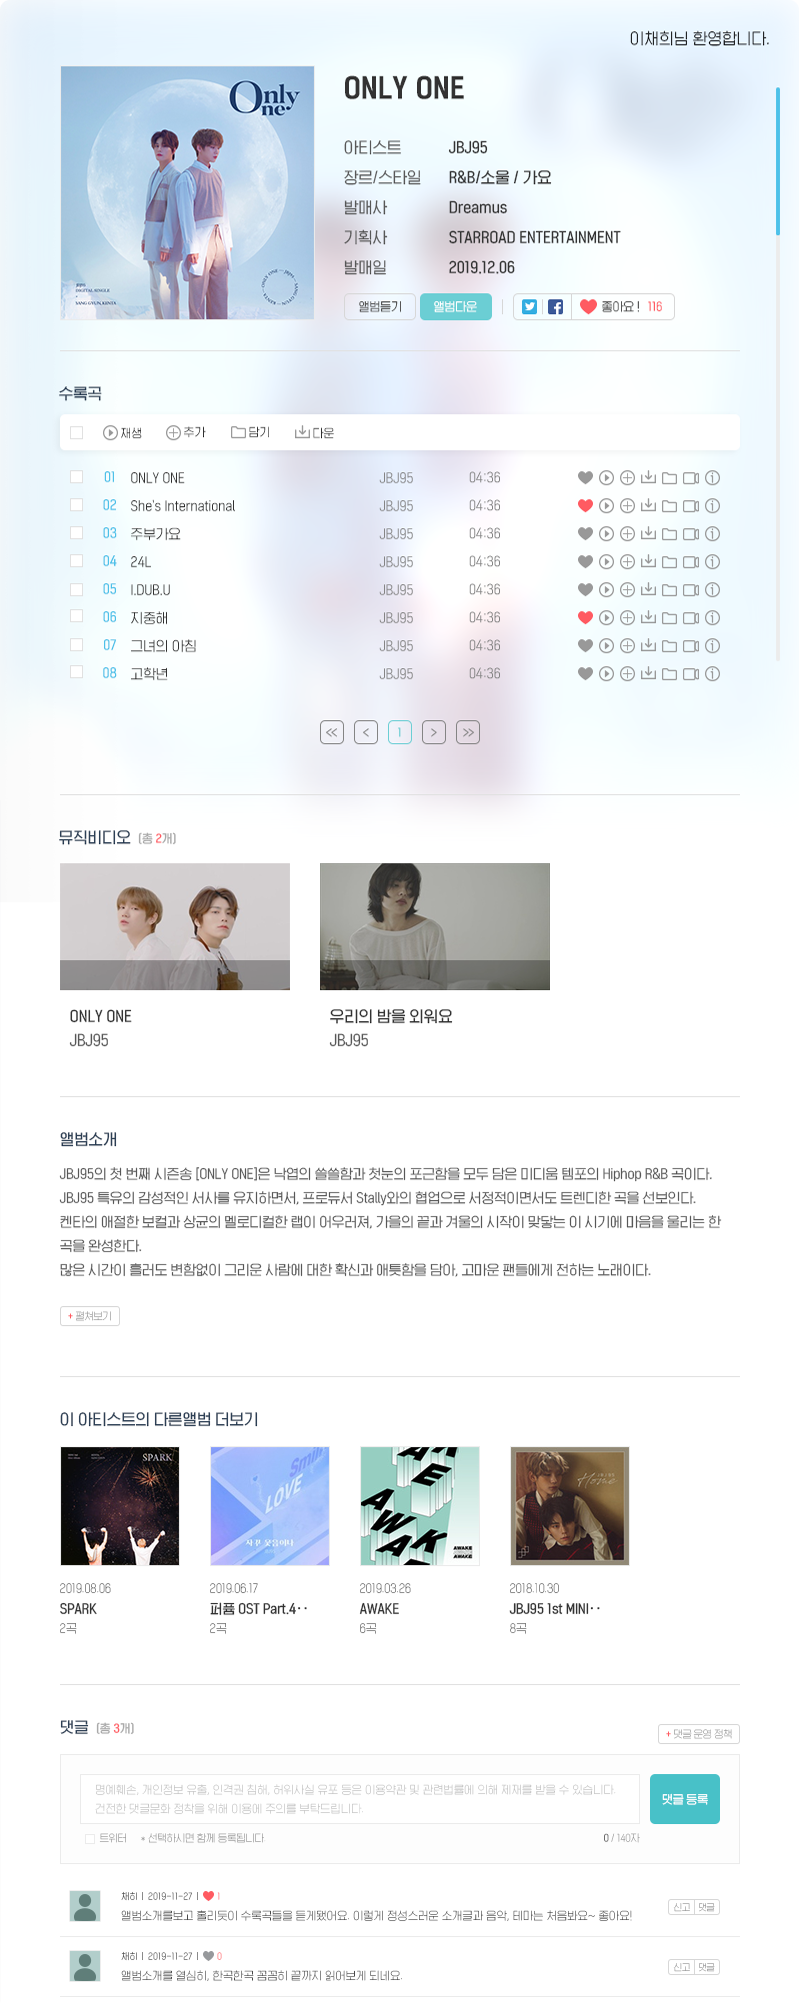 이채희님 환영합니다.
Only One
JBJ95
DIGITAL SINGLE
SANG GYUN, KENTA
ONLY ONE
아티스트 JBJ95
장르/스타일 R&B/소울 / 가요
발매사 Dreamus
기획사 STARROAD ENTERTAINMENT
발매일 2019.12.06
앨범듣기 앨범다운 좋아요 ! 116
수록곡
재생 추가 담기 다운
01 ONLY ONE JBJ95 04:36
02 She's International JBJ95 04:36
03 주부가요 JBJ95 04:36
04 24L JBJ95 04:36
05 I.DUB.U JBJ95 04:36
06 지중해 JBJ95 04:36
07 그녀의 아침 JBJ95 04:36
08 고학년 JBJ95 04:36
<< < 1 > >>
뮤직비디오 (총 2개)
ONLY ONE 우리의 밤을 외워요
JBJ95 JBJ95
앨범소개
JBJ95의 첫 번째 시즌송 [ONLY ONE]은 낙엽의 쓸쓸함과 첫눈의 포근함을 모두 담은 미디움 템포의 Hiphop R&B 곡이다.
JBJ95 특유의 감성적인 서사를 유지하면서, 프로듀서 Stally와의 협업으로 서정적이면서도 트렌디한 곡을 선보인다.
켄타의 애절한 보컬과 상균의 멜로디컬한 랩이 어우러져, 가을의 끝과 겨울의 시작이 맞닿는 이 시기에 마음을 울리는 한
곡을 완성한다.
많은 시간이 흘러도 변함없이 그리운 사람에 대한 확신과 애틋함을 담아, 고마운 팬들에게 전하는 노래이다.
+ 펼쳐보기
이 아티스트의 다른앨범 더보기
SPARK
Smil
LOVE
자꾸 웃음이나
AWAKE
AWAKE
AWAKE
Home
2019.08.06 2019.06.17 2019.03.26 2018.10.30
SPARK 퍼퓸 OST Part.4·· AWAKE JBJ95 1st MINI··
2곡 2곡 6곡 8곡
댓글 (총 3개)
+ 댓글 운영 정책
명예훼손, 개인정보 유출, 인격권 침해, 허위사실 유포 등은 이용약관 및 관련법률에 의해 제재를 받을 수 있습니다.
건전한 댓글문화 정착을 위해 이용에 주의를 부탁드립니다.
댓글 등록
트위터 * 선택하시면 함께 등록됩니다. 0 / 140자
채희 | 2019-11-27 | 1
앨범소개를보고 홀리듯이 수록곡들을 듣게됐어요. 이렇게 정성스러운 소개글과 음악, 테마는 처음봐요~ 좋아요!
신고 댓글
채희 | 2019-11-27 | 0
앨범소개를 열심히, 한곡한곡 꼼꼼히 끝까지 읽어보게 되네요.
신고 댓글